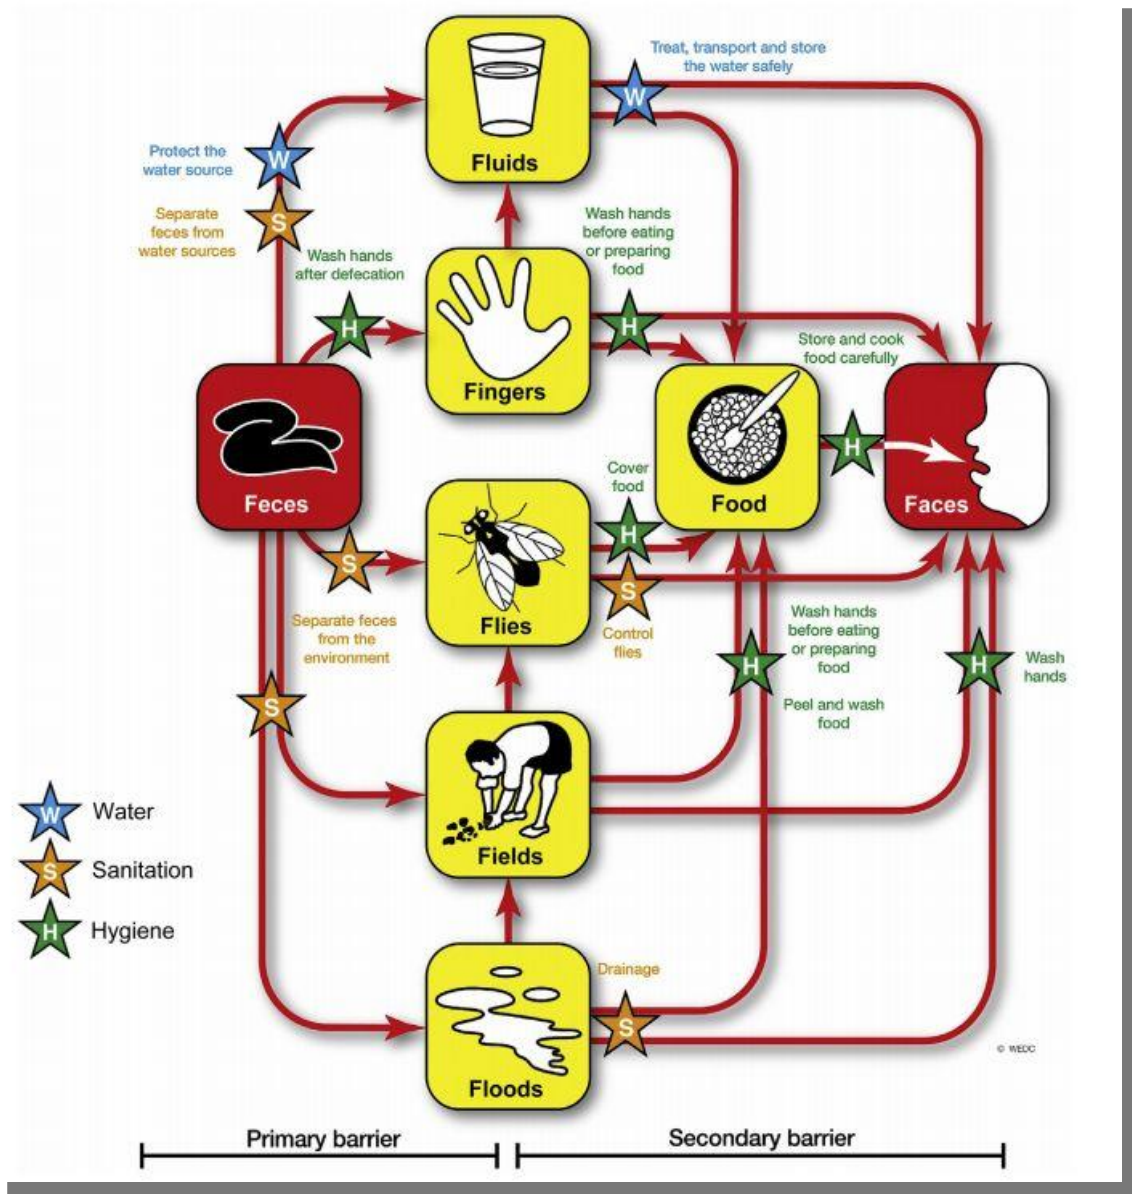 Treat, transport and store
the water safely
W
Fluids
Protect the
water source
W
Separate
feces from
water sources
S
Wash hands
after defecation
H
Wash hands
before eating
or preparing
food
H
Fingers
Store and cook
food carefully
H
Feces
Food
Faces
Cover
food
H
S
Flies
S
Control
flies
Separate feces
from the
environment
Wash hands
before eating
or preparing
food
H
Peel and wash
food
H
Wash
hands
S
Fields
W Water
S Sanitation
H Hygiene
Drainage
S
Floods
© WEDC
Primary barrier
Secondary barrier